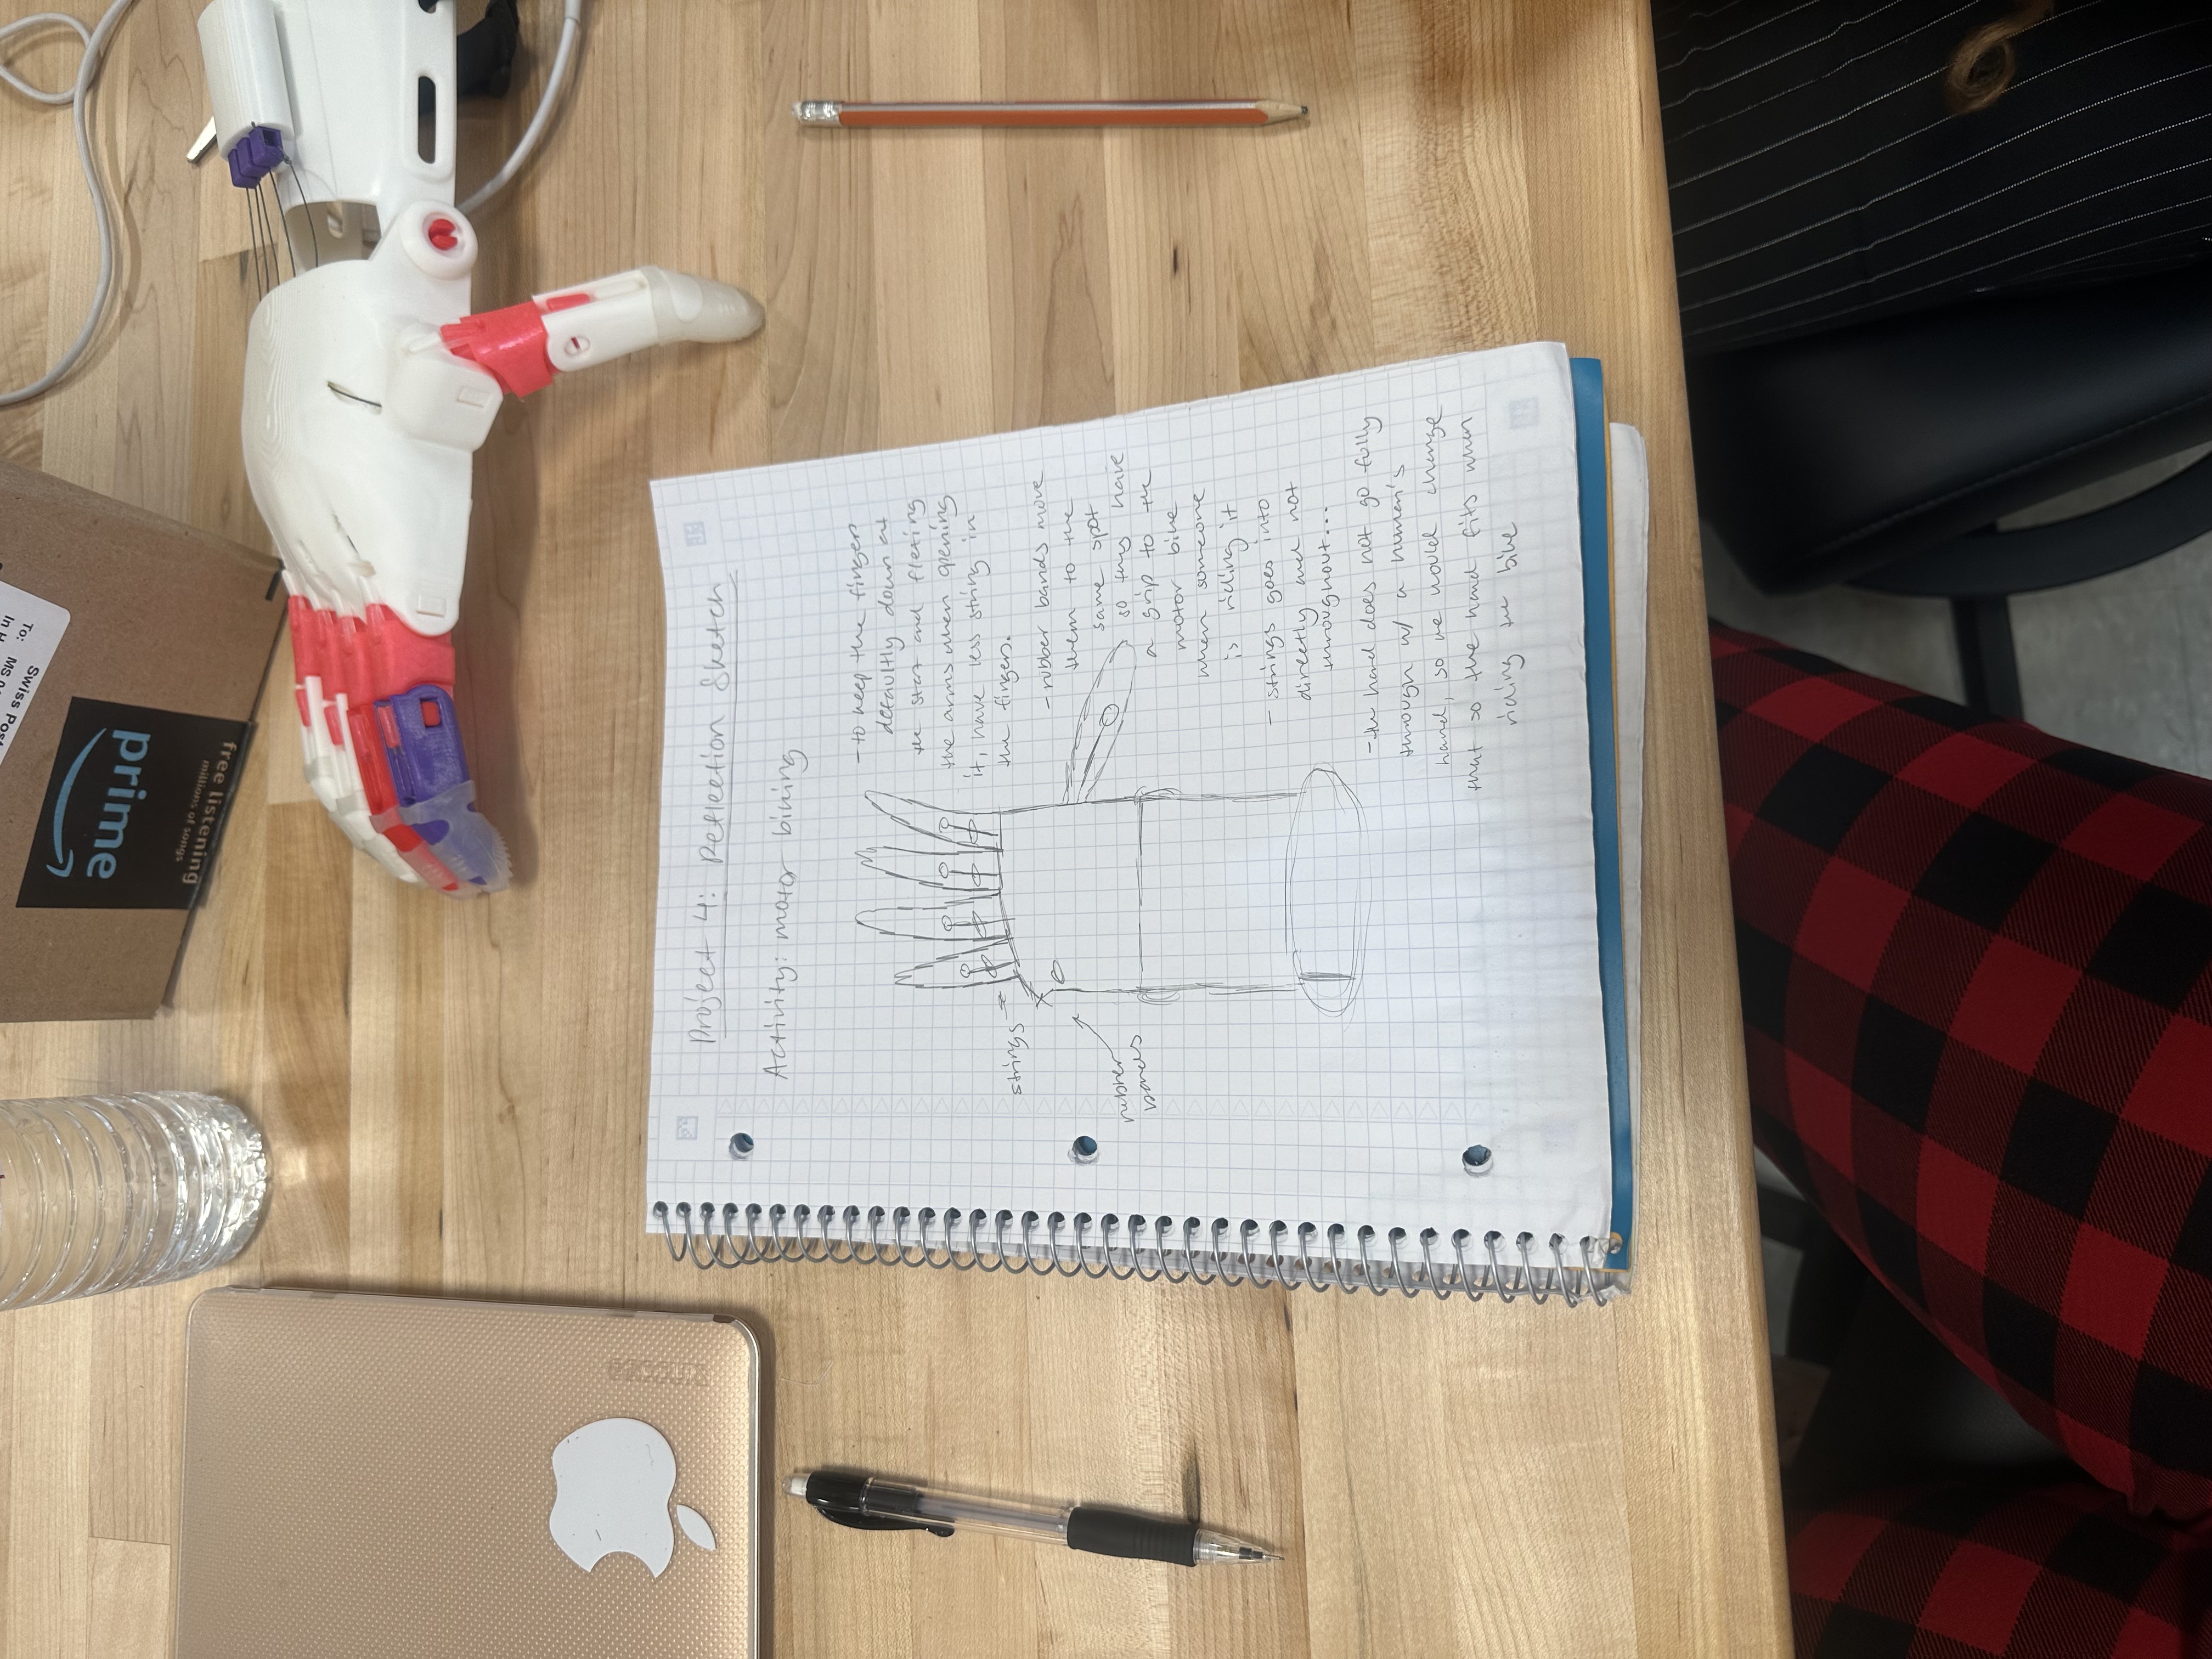 Swiss Post
To:
MS
In
prime
free listening
millions of songs
Project 4: Reflection Sketch
Activity: motor biking
- to keep the fingers
defaultly down at
the start and flexing
the arms when opening
it, have less string in
the fingers.
strings
rubber
bands
- rubber bands move
them to the
same spot
so they have
a grip to the
motor bike
when someone
is riding it
- strings goes into
directly and not
throughout...
- the hand does not go fully
through w/ a human's
hand, so we would change
that so the hand fits when
riding the bike